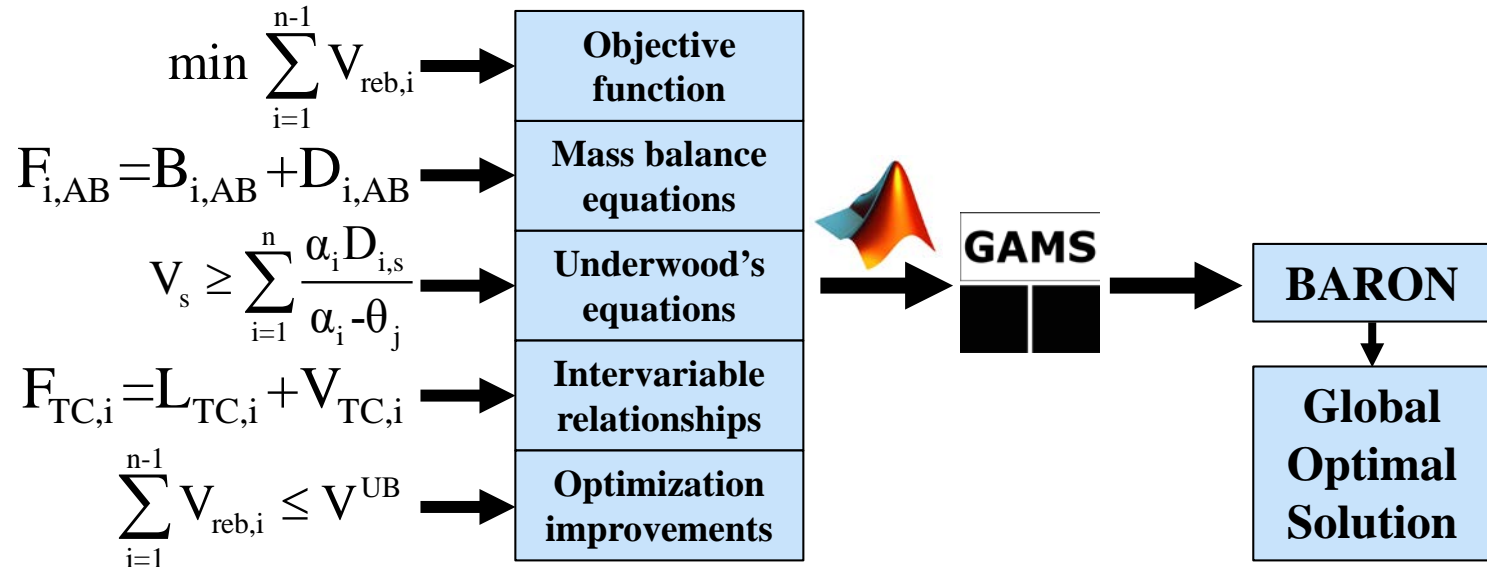 min ∑_{i=1}^{n-1} V_{reb,i}
Objective
function
F_{i,AB}=B_{i,AB}+D_{i,AB}
Mass balance
equations
V_s ≥ ∑_{i=1}^{n} \frac{α_i D_{i,s}}{α_i-θ_j}
Underwood's
equations
F_{TC,i}=L_{TC,i}+V_{TC,i}
Intervariable
relationships
∑_{i=1}^{n-1} V_{reb,i} ≤ V^{UB}
Optimization
improvements
GAMS
BARON
Global
Optimal
Solution